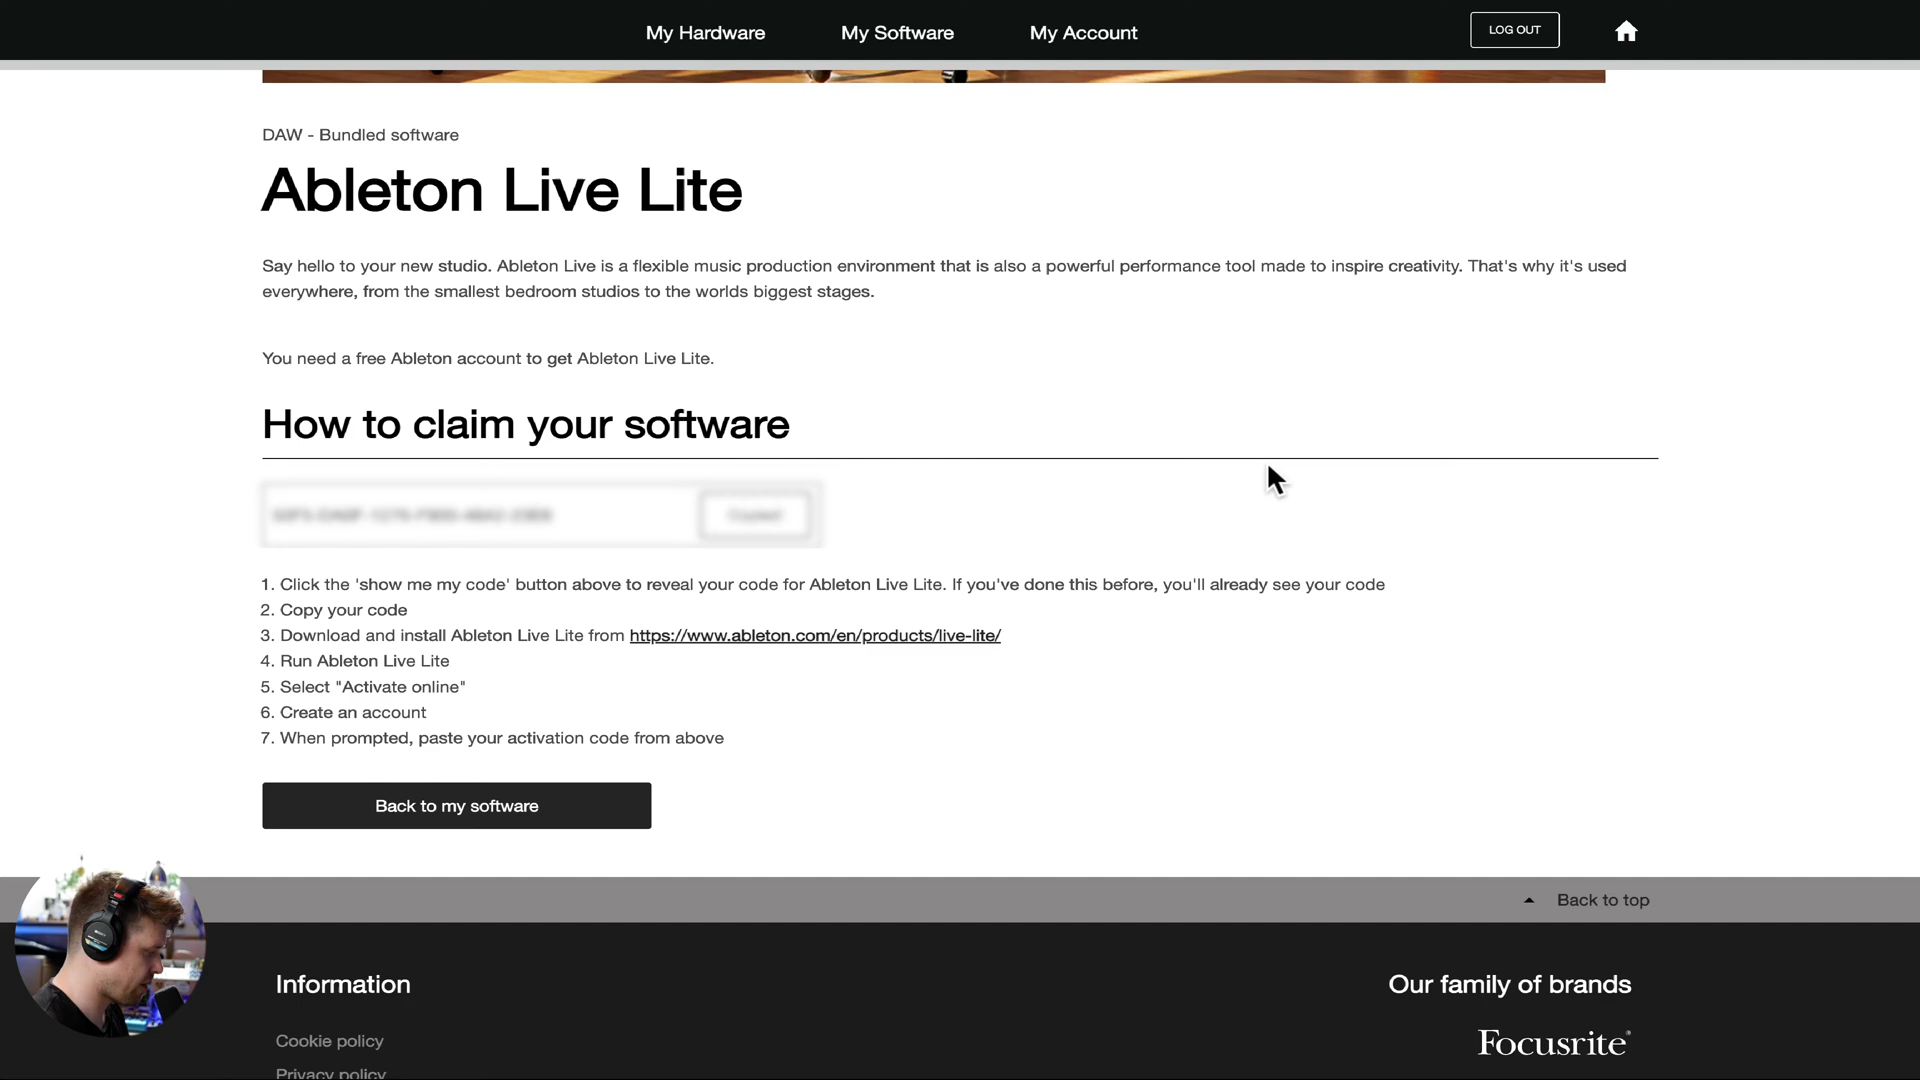 My Hardware
My Software
My Account
LOG OUT
DAW - Bundled software
Ableton Live Lite
Say hello to your new studio. Ableton Live is a flexible music production environment that is also a powerful performance tool made to inspire creativity. That's why it's used
everywhere, from the smallest bedroom studios to the worlds biggest stages.
You need a free Ableton account to get Ableton Live Lite.
How to claim your software
1. Click the 'show me my code' button above to reveal your code for Ableton Live Lite. If you've done this before, you'll already see your code
2. Copy your code
3. Download and install Ableton Live Lite from https://www.ableton.com/en/products/live-lite/
4. Run Ableton Live Lite
5. Select "Activate online"
6. Create an account
7. When prompted, paste your activation code from above
Back to my software
Back to top
Information
Our family of brands
Cookie policy
Focusrite
Privacy policy